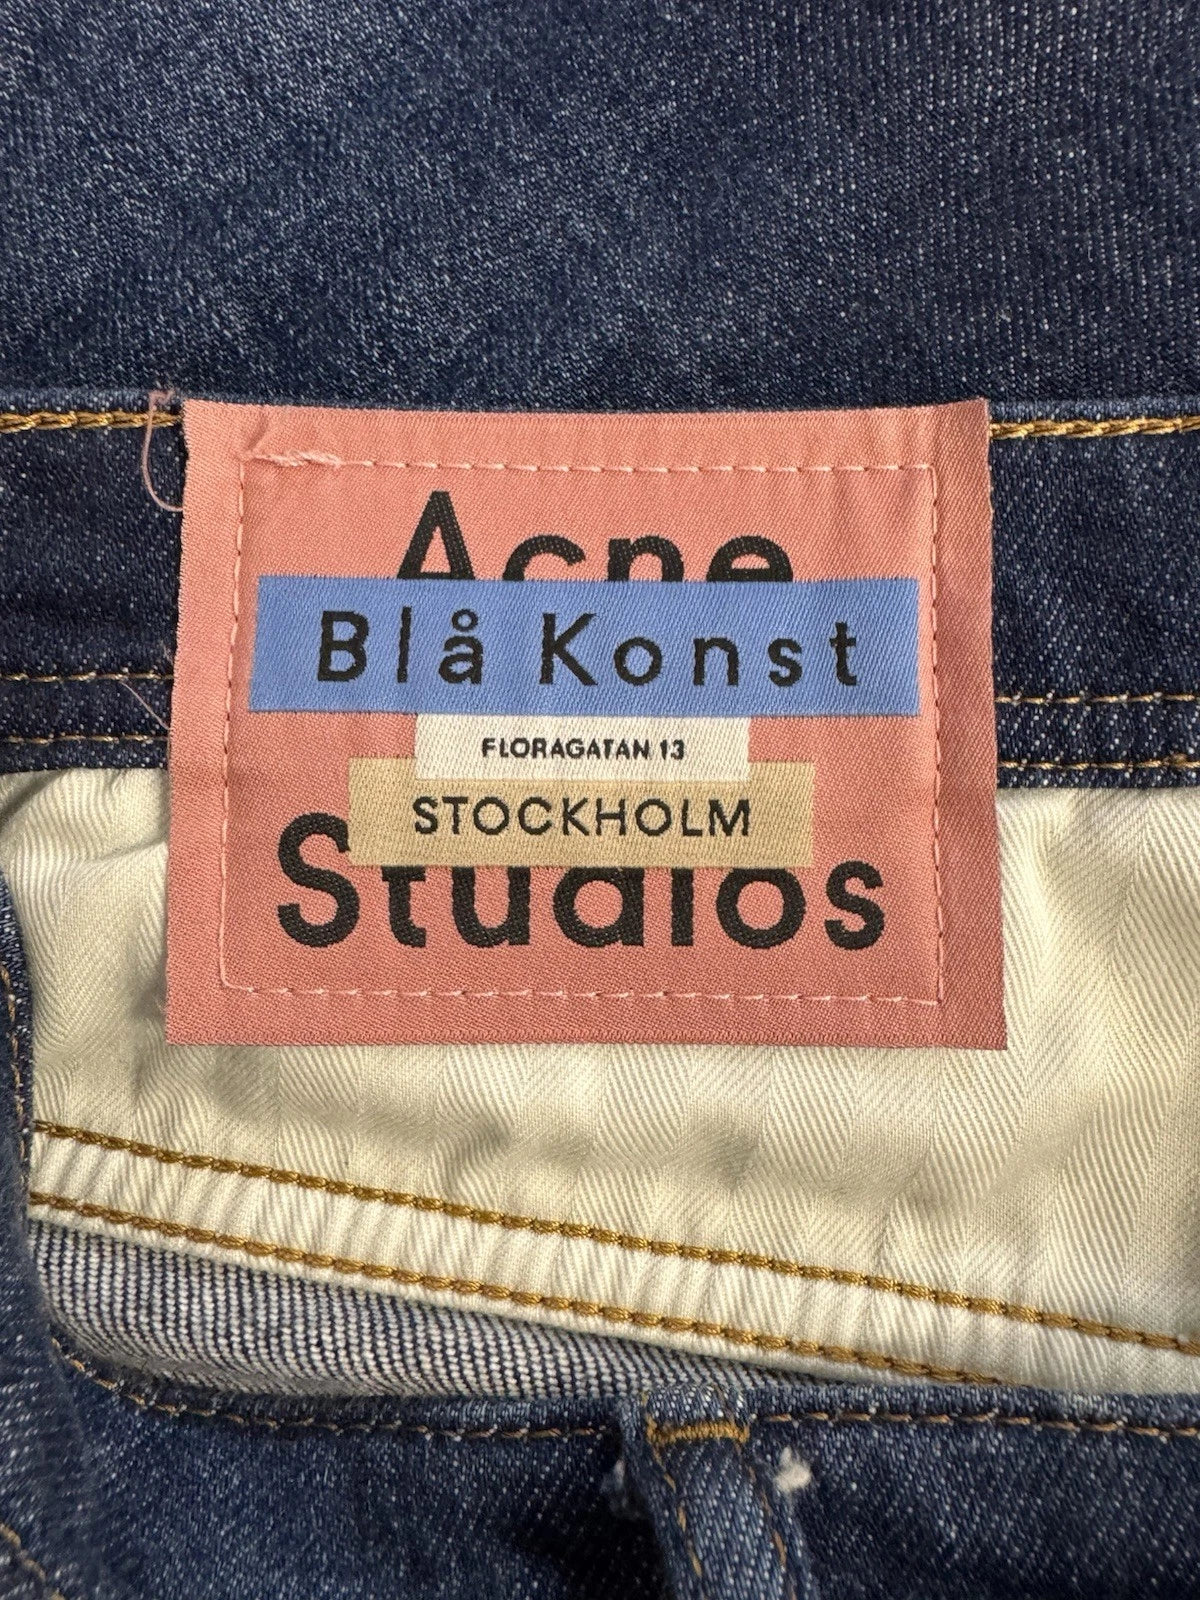 Acne
Blå Konst
FLORAGATAN 13
STOCKHOLM
Studios